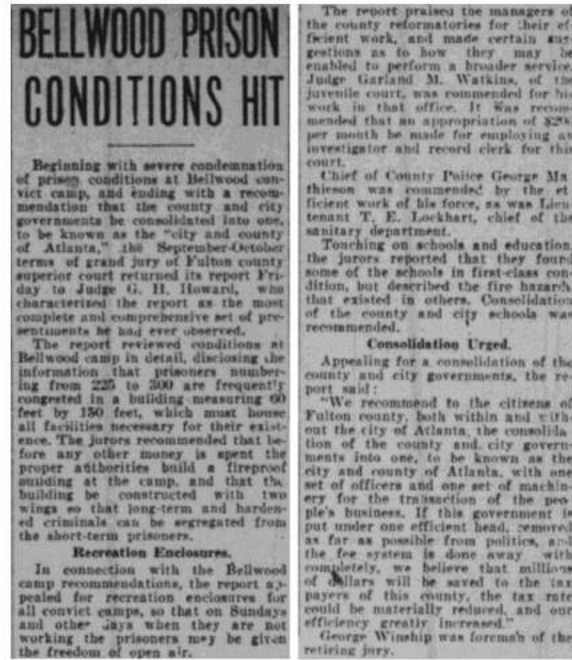 BELLWOOD PRISON
CONDITIONS HIT
Beginning with severe condemnation
of prison conditions at Bellwood con-
vict camp, and ending with a recom-
mendation that the county and city
governments be consolidated into one,
to be known as the "city and county
of Atlanta," the September-October
terms of grand jury of Fulton county
superior court returned its report Fri-
day to Judge G. H. Howard, who
characterized the report as the most
complete and comprehensive set of pre-
sentments he had ever observed.
The report reviewed conditions at
Bellwood camp in detail, disclosing the
information that prisoners number-
ing from 225 to 300 are frequently
congested in a building measuring 60
feet by 150 feet, which must house
all facilities necessary for their exist-
ence. The jurors recommended that be-
fore any other money is spent the
proper authorities build a fireproof
building at the camp, and that the
building be constructed with two
wings so that long-term and harden-
ed criminals can be segregated from
the short-term prisoners.
Recreation Enclosures.
In connection with the Bellwood
camp recommendations, the report ap-
pealed for recreation enclosures for
all convict camps, so that on Sundays
and other days when they are not
working the prisoners may be given
the freedom of open air.
The report praised the managers of
the county reformatories for their ef-
ficient work, and made certain sug-
gestions as to how they may be
enabled to perform a broader service.
Judge Garland M. Watkins, of the
juvenile court, was commended for his
work in that office. It was recom-
mended that an appropriation of
per month be made for employing an
investigator and record clerk for this
court.
Chief of County Police George Ma
thieson was commended by the ef
ficient work of his force, as was Lieu
tenant T. E. Lockhart, chief of the
sanitary department.
Touching on schools and education,
the jurors reported that they found
some of the schools in first-class con-
dition, but described the fire hazards
that existed in others. Consolidation
of the county and city schools was
recommended.
Consolidation Urged.
Appealing for a consolidation of the
county and city governments, the re-
port said:
"We recommend to the citizens of
Fulton county, both within and with-
out the city of Atlanta, the consolida-
tion of the county and city govern-
ments into one, to be known as the
city and county of Atlanta, with one
set of officers and one set of machin-
ery for the transaction of the peo
ple's business. If this government is
put under one efficient head, removed
as far as possible from politics, and
the fee system is done away with
completely, we believe that millions
of dollars will be saved to the tax
payers of this county, the tax rate
could be materially reduced, and our
efficiency greatly increased."
George Winship was foreman of the
retiring jury.